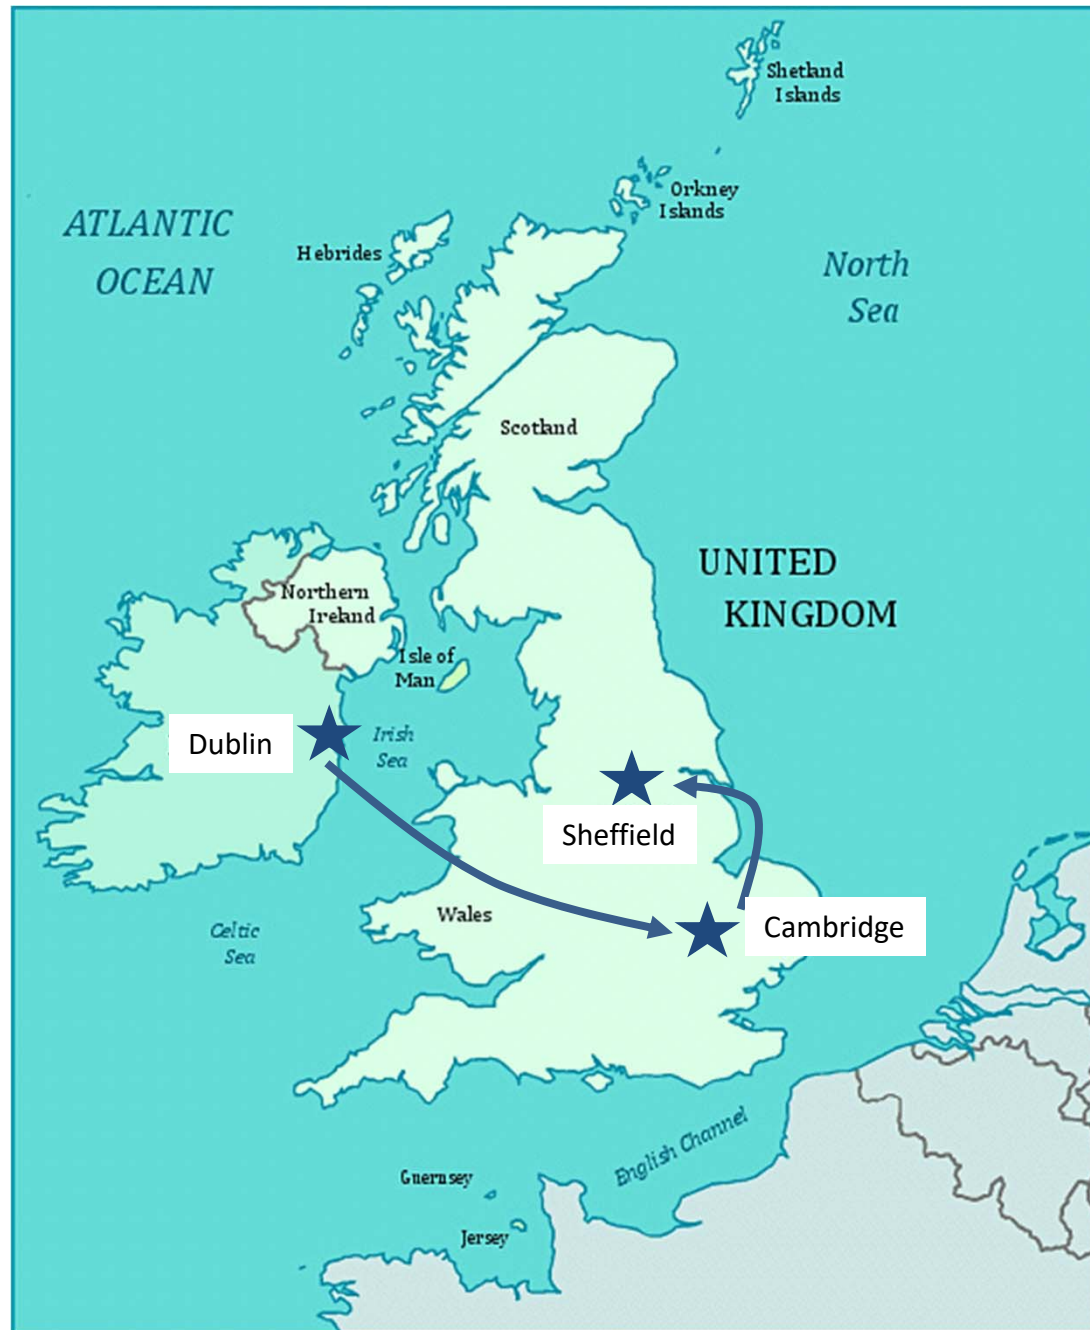 Shetland
Islands
Orkney
Islands
ATLANTIC
OCEAN
Hebrides
North
Sea
Scotland
UNITED
KINGDOM
Northern
Ireland
Isle of
Man
Irish
Sea
Dublin
Sheffield
Wales
Cambridge
Celtic
Sea
English Channel
Guernsey
Jersey